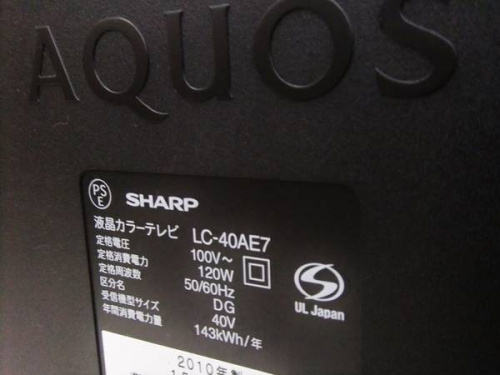 AQUOS
PS E SHARP
液晶カラーテレビ LC-40AE7
定格電圧 100V～
定格消費電力 120W
定格周波数 50/60Hz
区分名 DG
受信機型サイズ 40V
年間消費電力量 143kWh/年
UL Japan
2010年